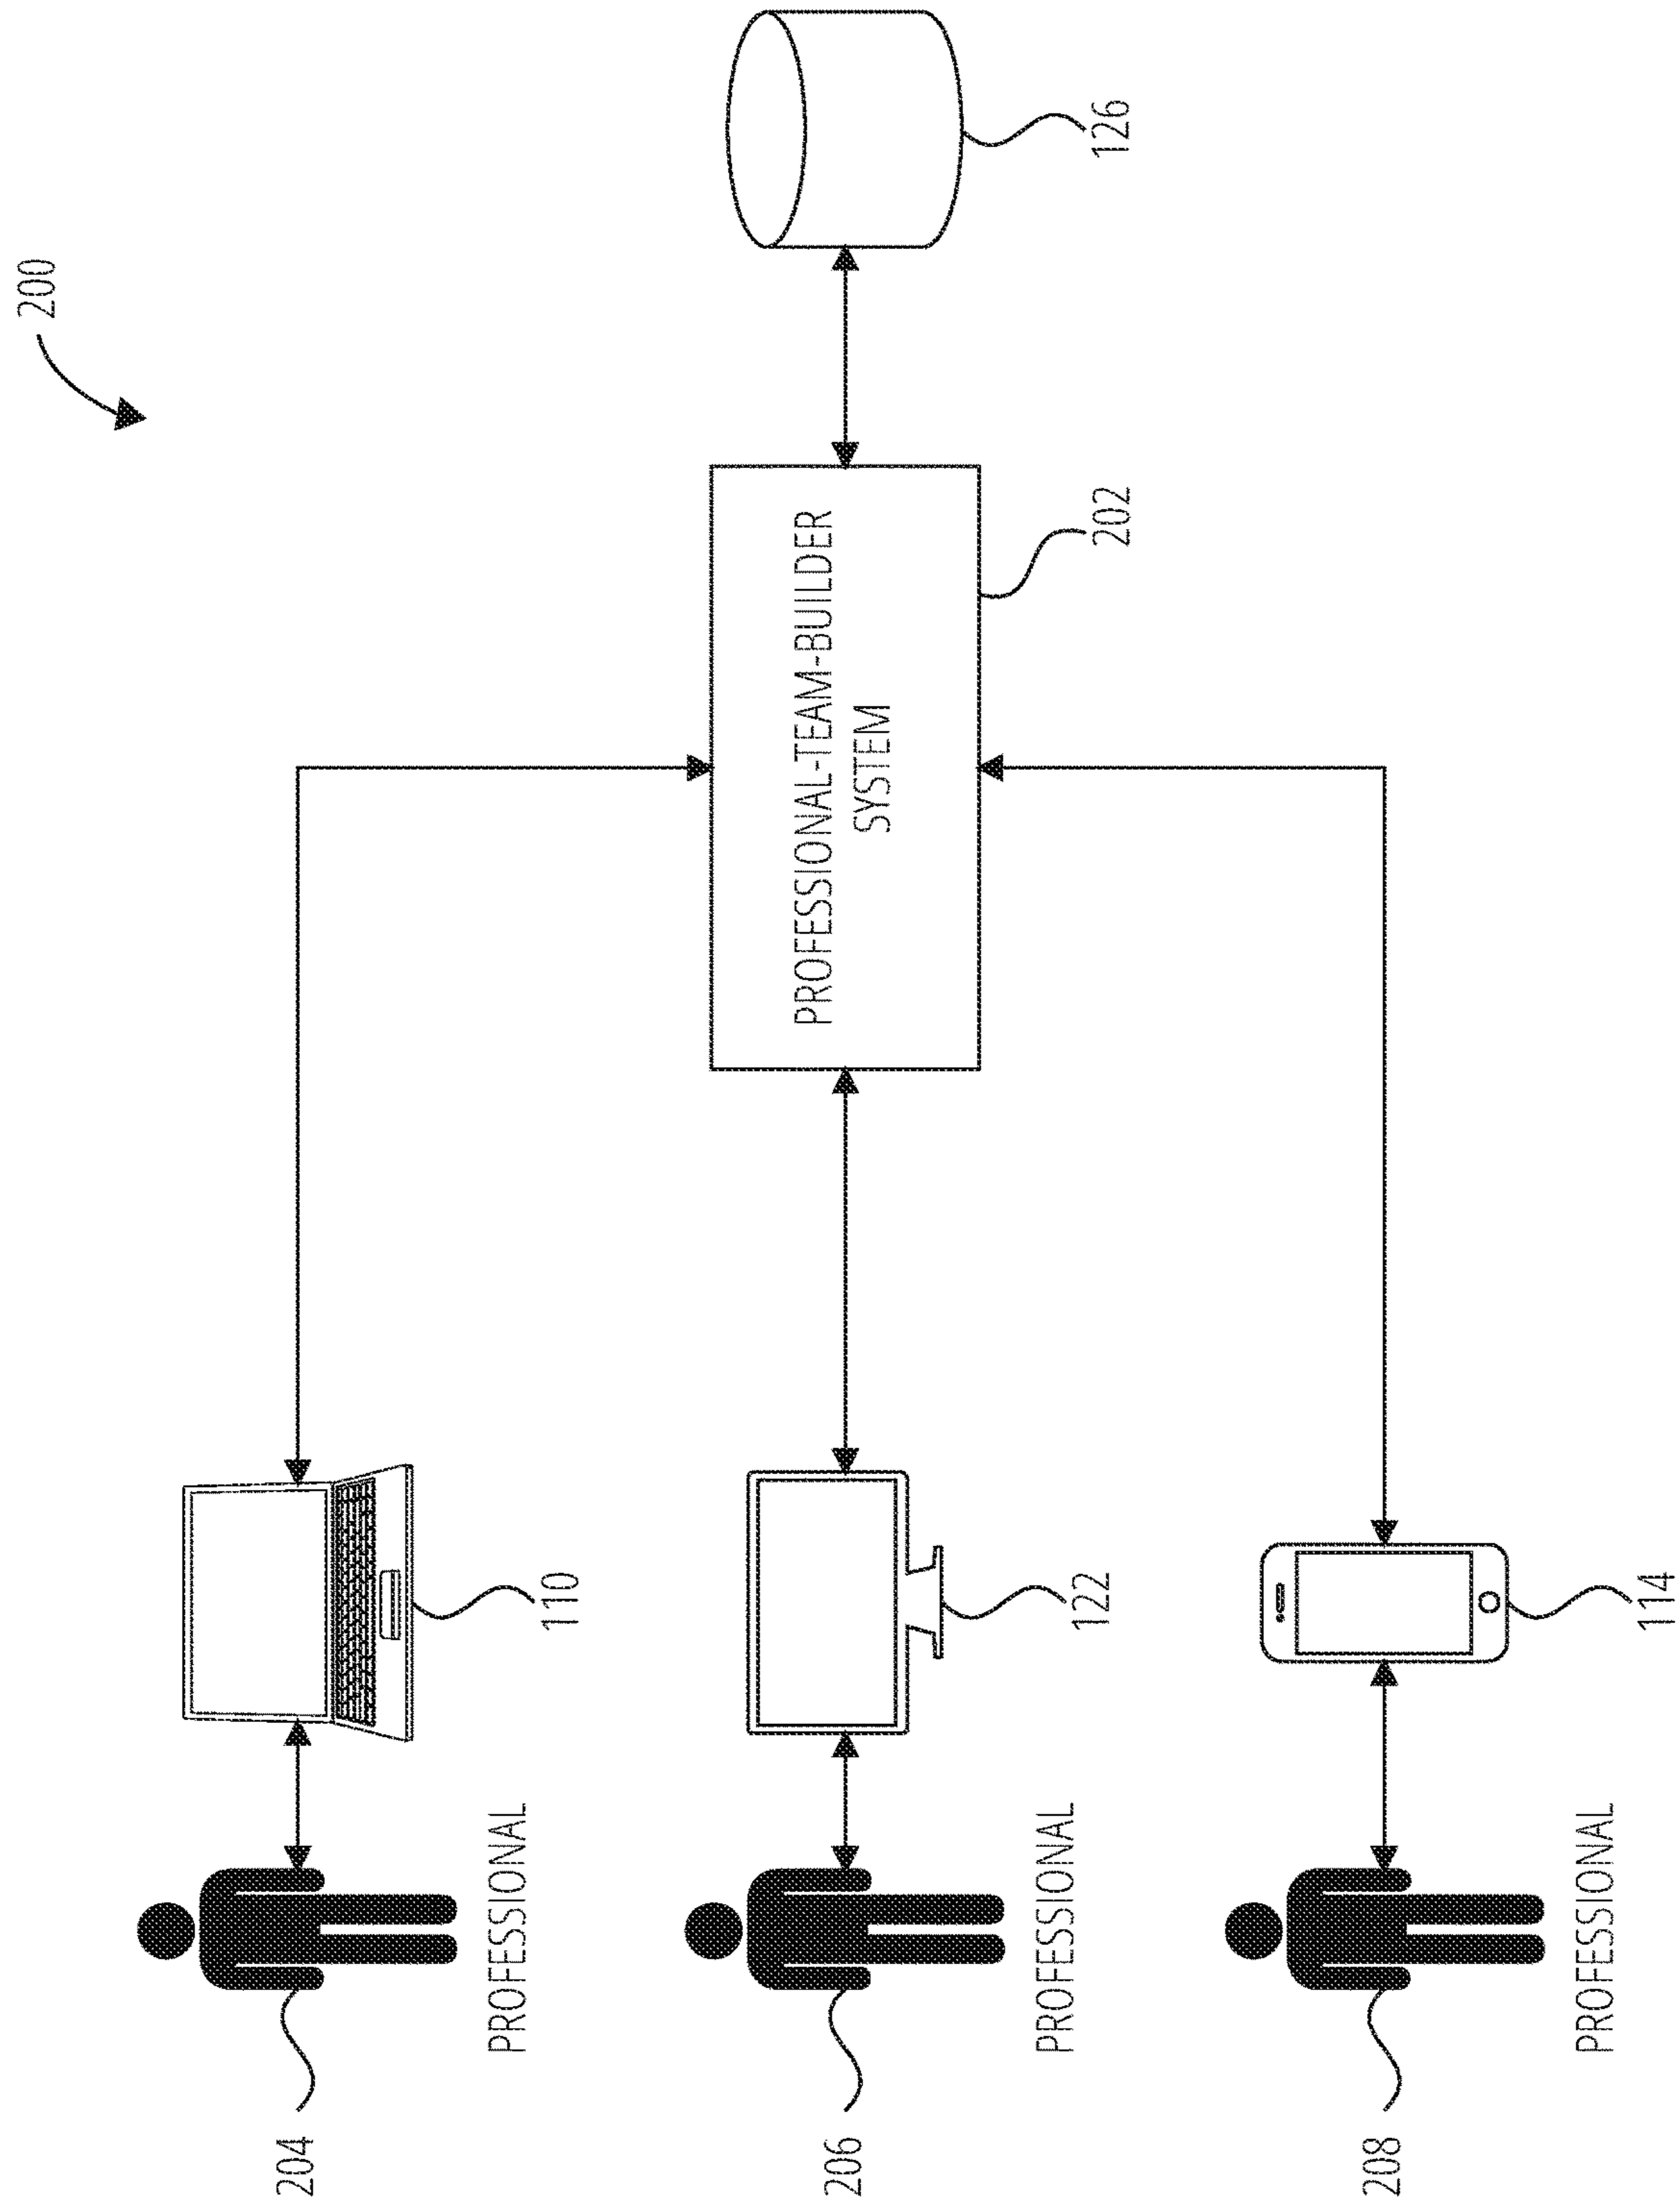 200
204
PROFESSIONAL
110
206
PROFESSIONAL
122
PROFESSIONAL-TEAM-BUILDER
SYSTEM
202
126
208
PROFESSIONAL
114